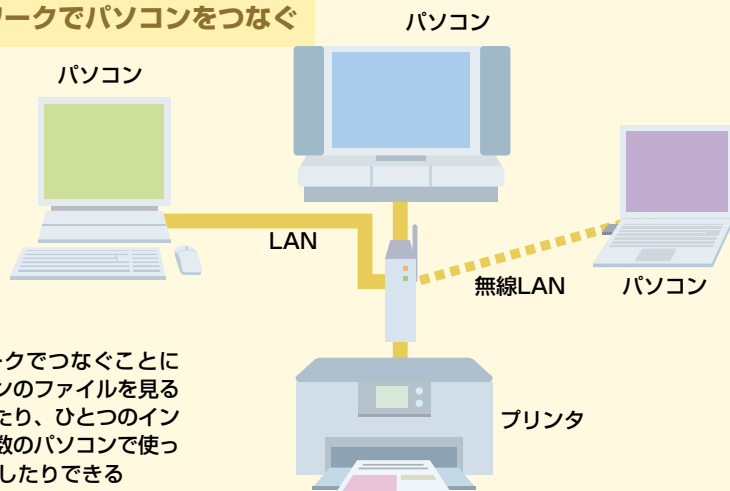 ワークでパソコンをつなぐ
パソコン
パソコン
LAN
無線LAN
パソコン
プリンタ
ークでつなぐことに
ンのファイルを見る
たり、ひとつのイン
数のパソコンで使っ
したりできる